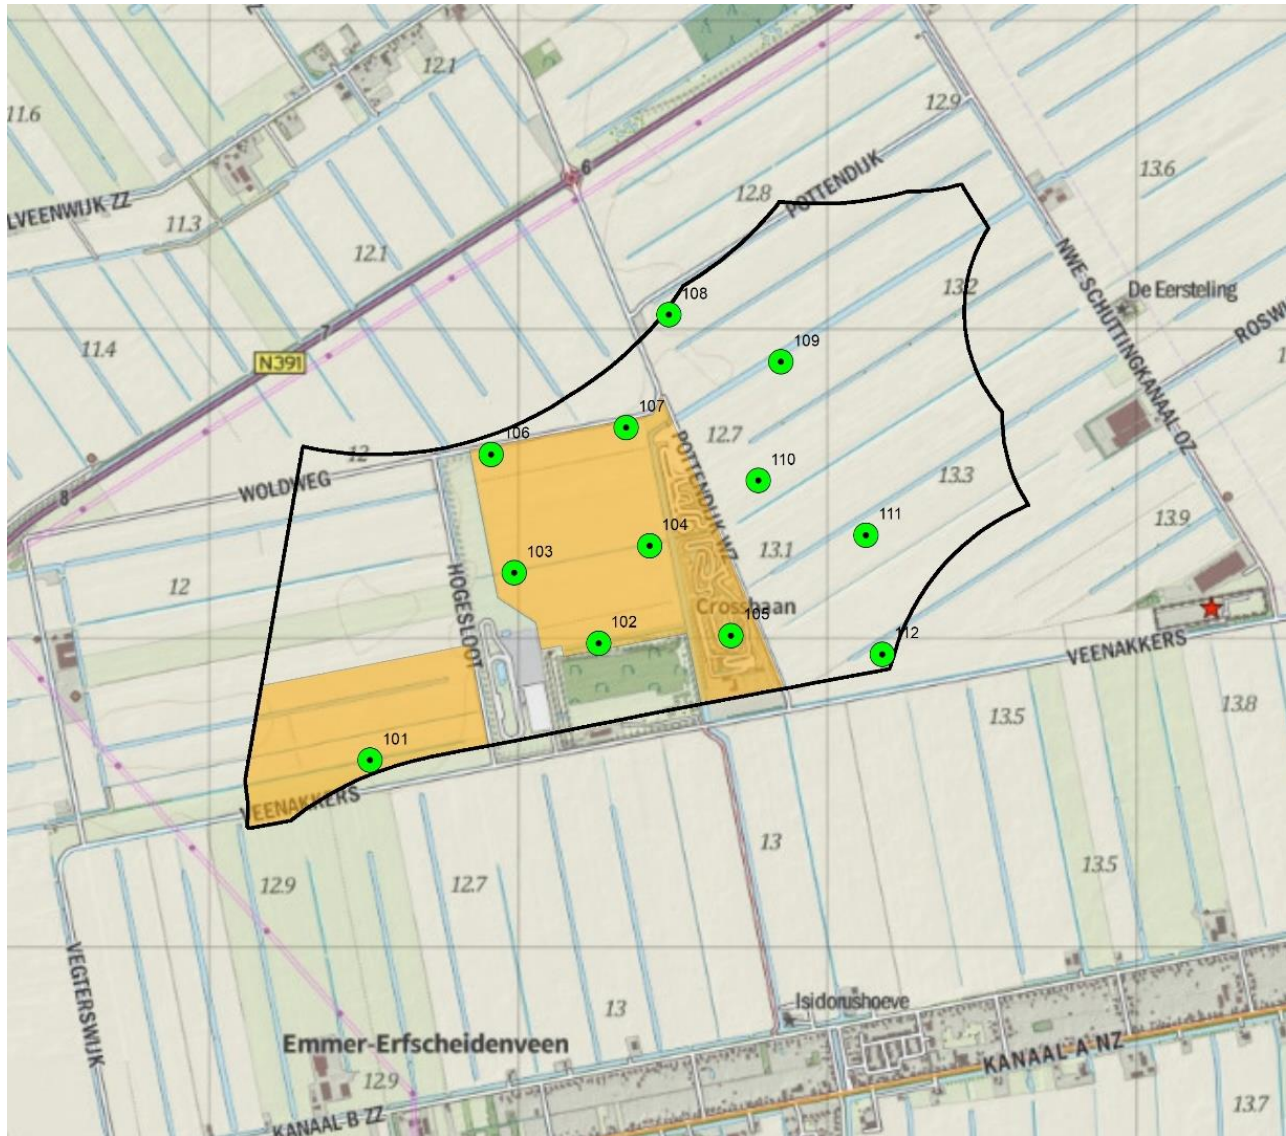 12.1
11.6
12.9
6
13.6
POTTENDIJK
12.8
LVEENWIJK ZZ
11.3
12.1
NWE-SCHUTTINGKANAAL OZ
13.2
De Eersteling
108
7
ROSWI
11.4
N391
109
107
106
12
12.7
POTTENDIJK WZ
WOLDWEG
110
13.3
8
104
111
13.9
103
13.1
12
HOGESLOOT
Crossbaan
105
102
112
VEENAKKERS
13.5
13.8
101
VEENAKKERS
13
13.5
12.9
12.7
VEGTERSWIJK
13
Isidorushoeve
Emmer-Erfscheidenveen
KANAAL A NZ
12.9
KANAAL B ZZ
13.7